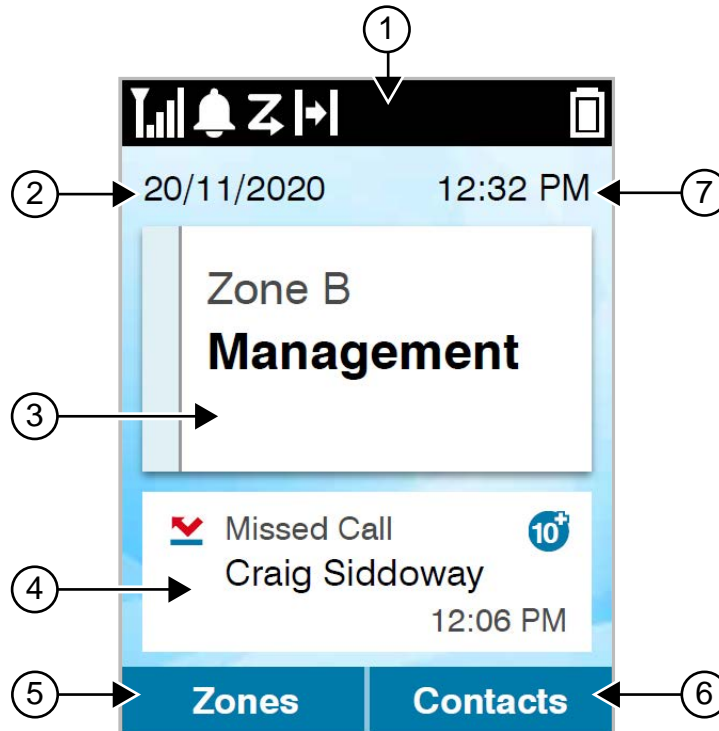 1
2
20/11/2020
12:32 PM
7
Zone B
Management
3
Missed Call
10+
Craig Siddoway
4
12:06 PM
5
Zones
Contacts
6